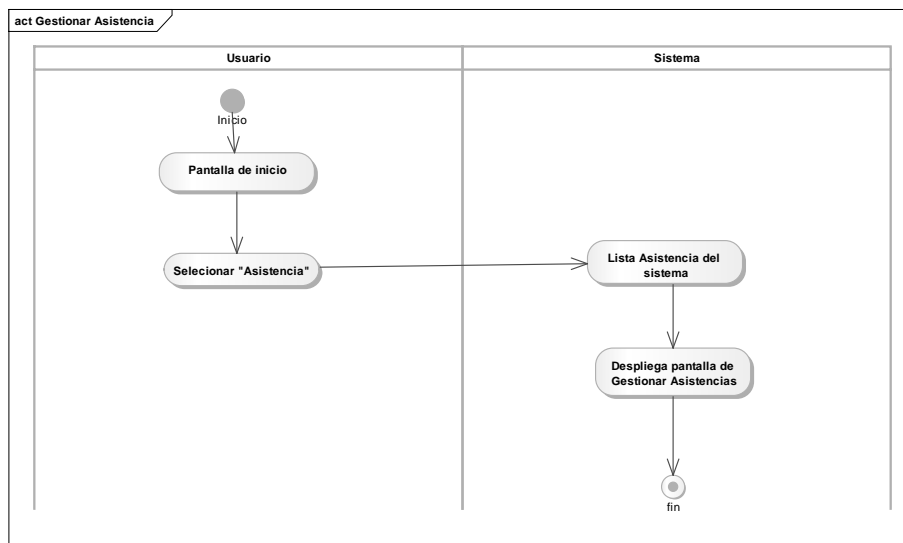 act Gestionar Asistencia
Usuario
Sistema
Inicio
Pantalla de inicio
Selecionar "Asistencia"
Lista Asistencia del
sistema
Despliega pantalla de
Gestionar Asistencias
fin